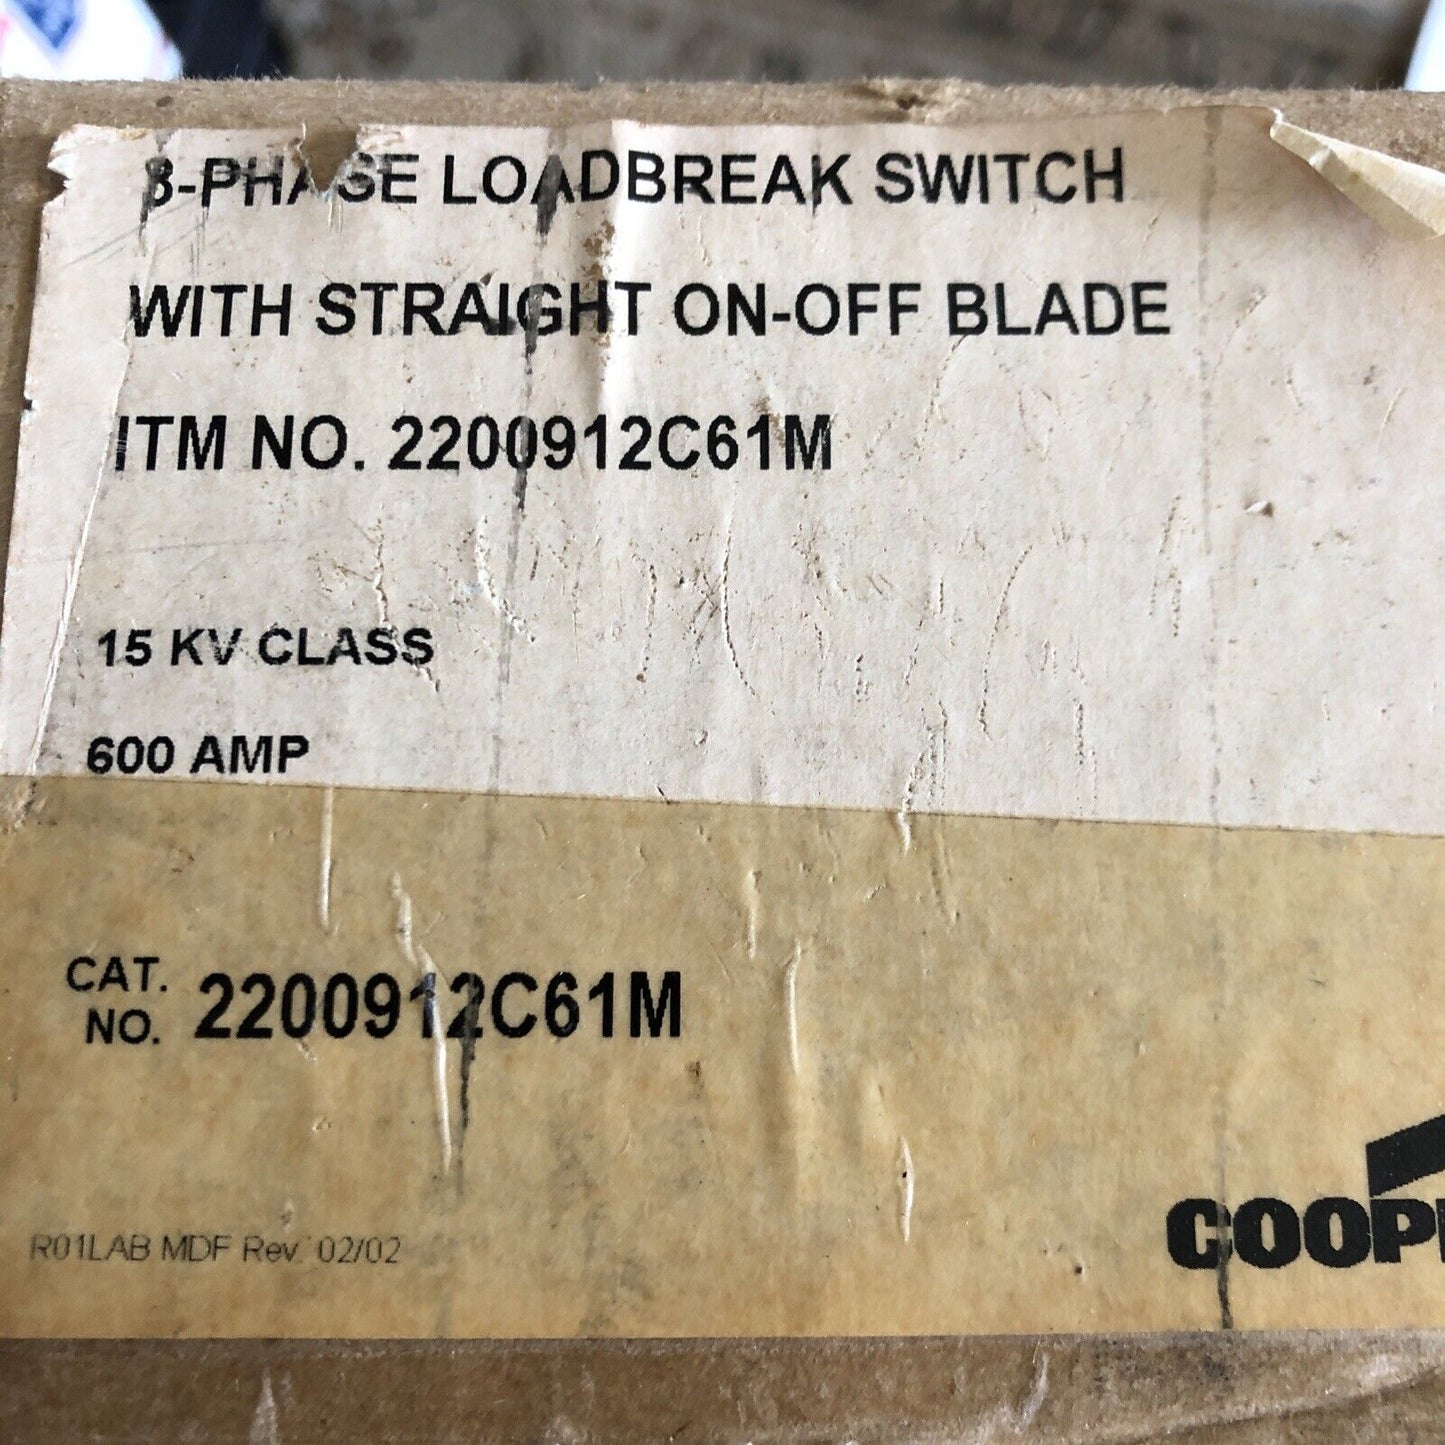 3-PHASE LOADBREAK SWITCH
WITH STRAIGHT ON-OFF BLADE
ITM NO. 2200912C61M
15 KV CLASS
600 AMP
CAT.
NO. 2200912C61M
COOP
R01LAB MDF Rev. 02/02